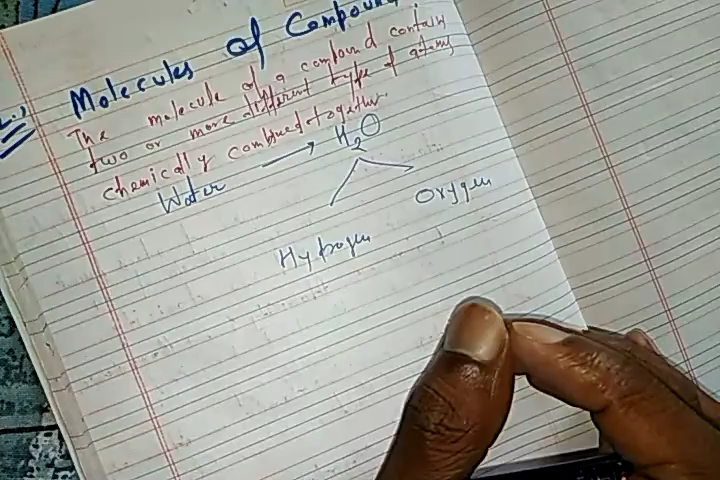 2.)
Molecules of Compound
The molecule of a compound contain
two or more different type of atoms
chemically combined together
Water → H2O
Oxygen
Hydrogen